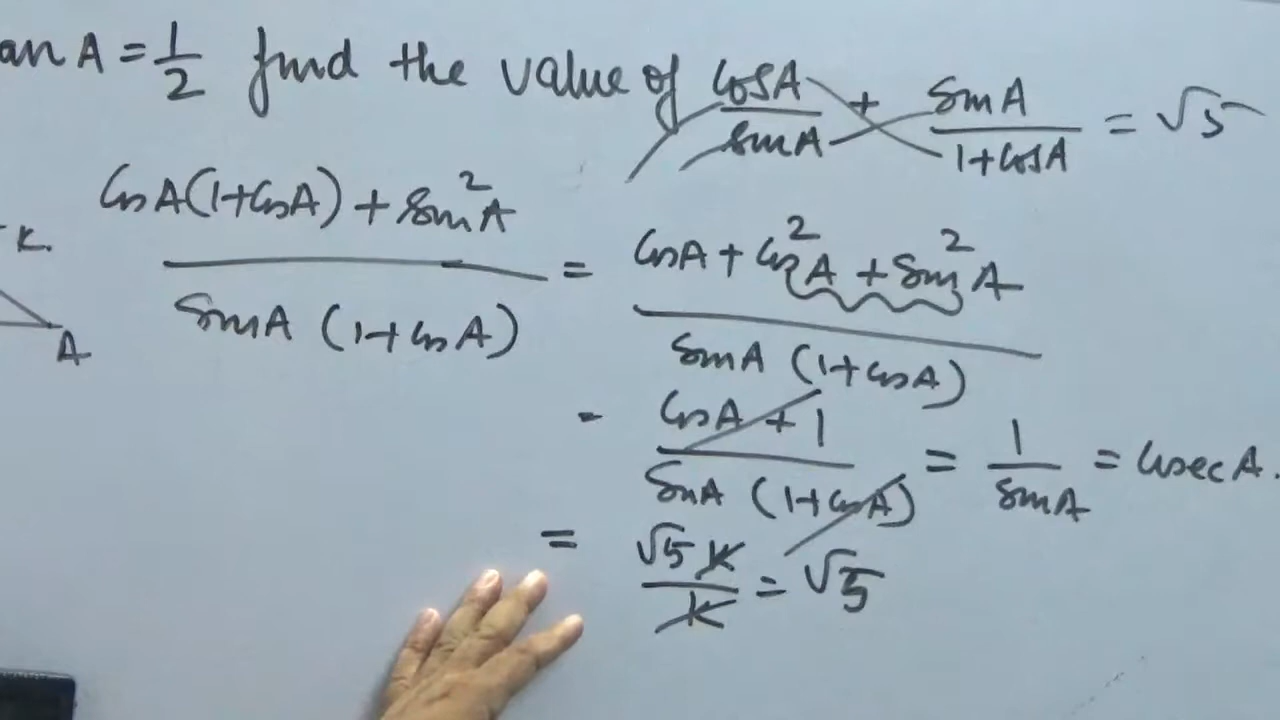 an A = 1/2 find the value of cosA/sinA + sinA/1+cosA = √5
K.
A
CosA(1+CosA) + Sin²A / SinA (1+CosA) = CosA + Cos²A + Sin²A / SinA (1+CosA)
= CosA + 1 / SinA (1+CosA) = 1/SinA = CosecA.
= √5 K / K = √5